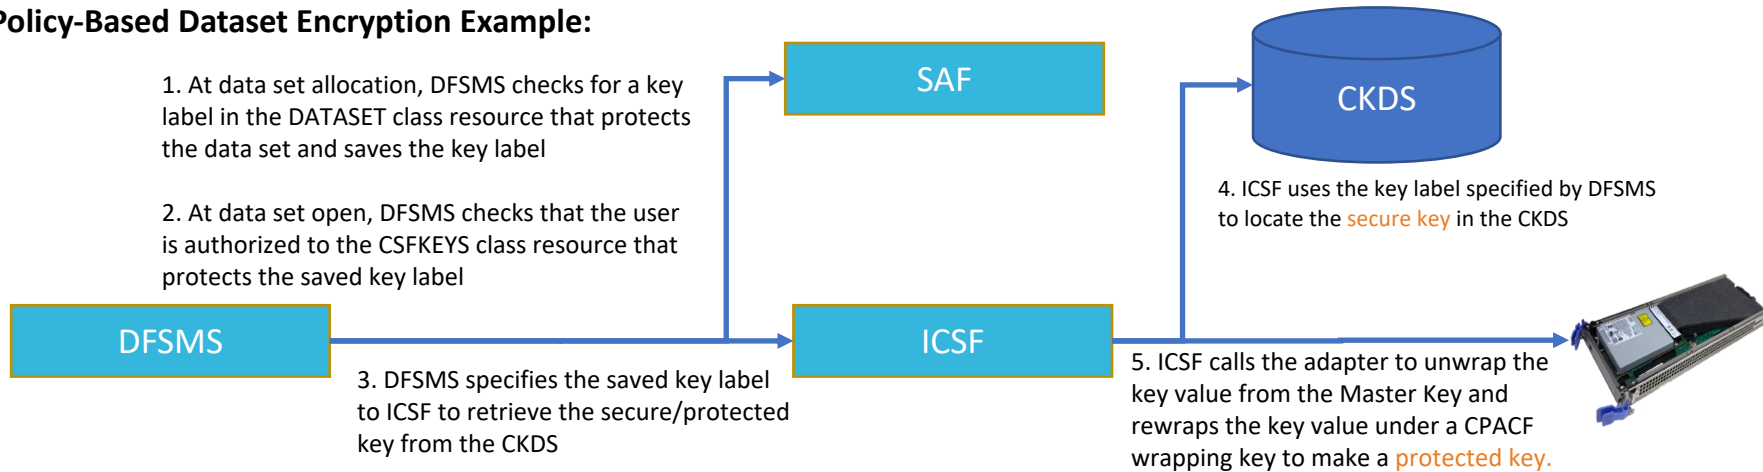 Policy-Based Dataset Encryption Example:
1. At data set allocation, DFSMS checks for a key
label in the DATASET class resource that protects
the data set and saves the key label
2. At data set open, DFSMS checks that the user
is authorized to the CSFKEYS class resource that
protects the saved key label
SAF
CKDS
4. ICSF uses the key label specified by DFSMS
to locate the secure key in the CKDS
DFSMS
ICSF
3. DFSMS specifies the saved key label
to ICSF to retrieve the secure/protected
key from the CKDS
5. ICSF calls the adapter to unwrap the
key value from the Master Key and
rewraps the key value under a CPACF
wrapping key to make a protected key.